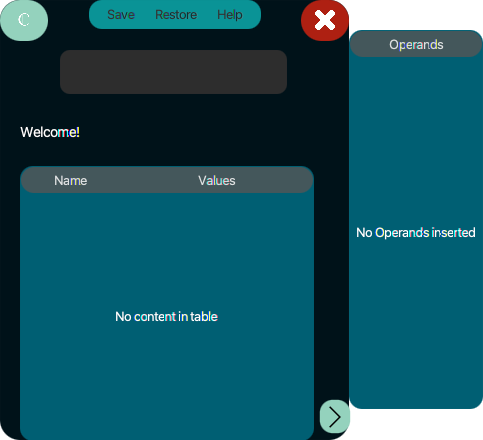 ℂ
Save Restore Help
Operands
Welcome!
Name Values
No Operands inserted
No content in table